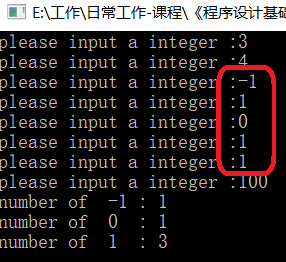 E:\工作\日常工作-课程\《程序设计基础
please input a integer :3
please input a integer :4
please input a integer :-1
please input a integer :1
please input a integer :0
please input a integer :1
please input a integer :1
please input a integer :100
number of  -1 : 1
number of  0  : 1
number of  1  : 3